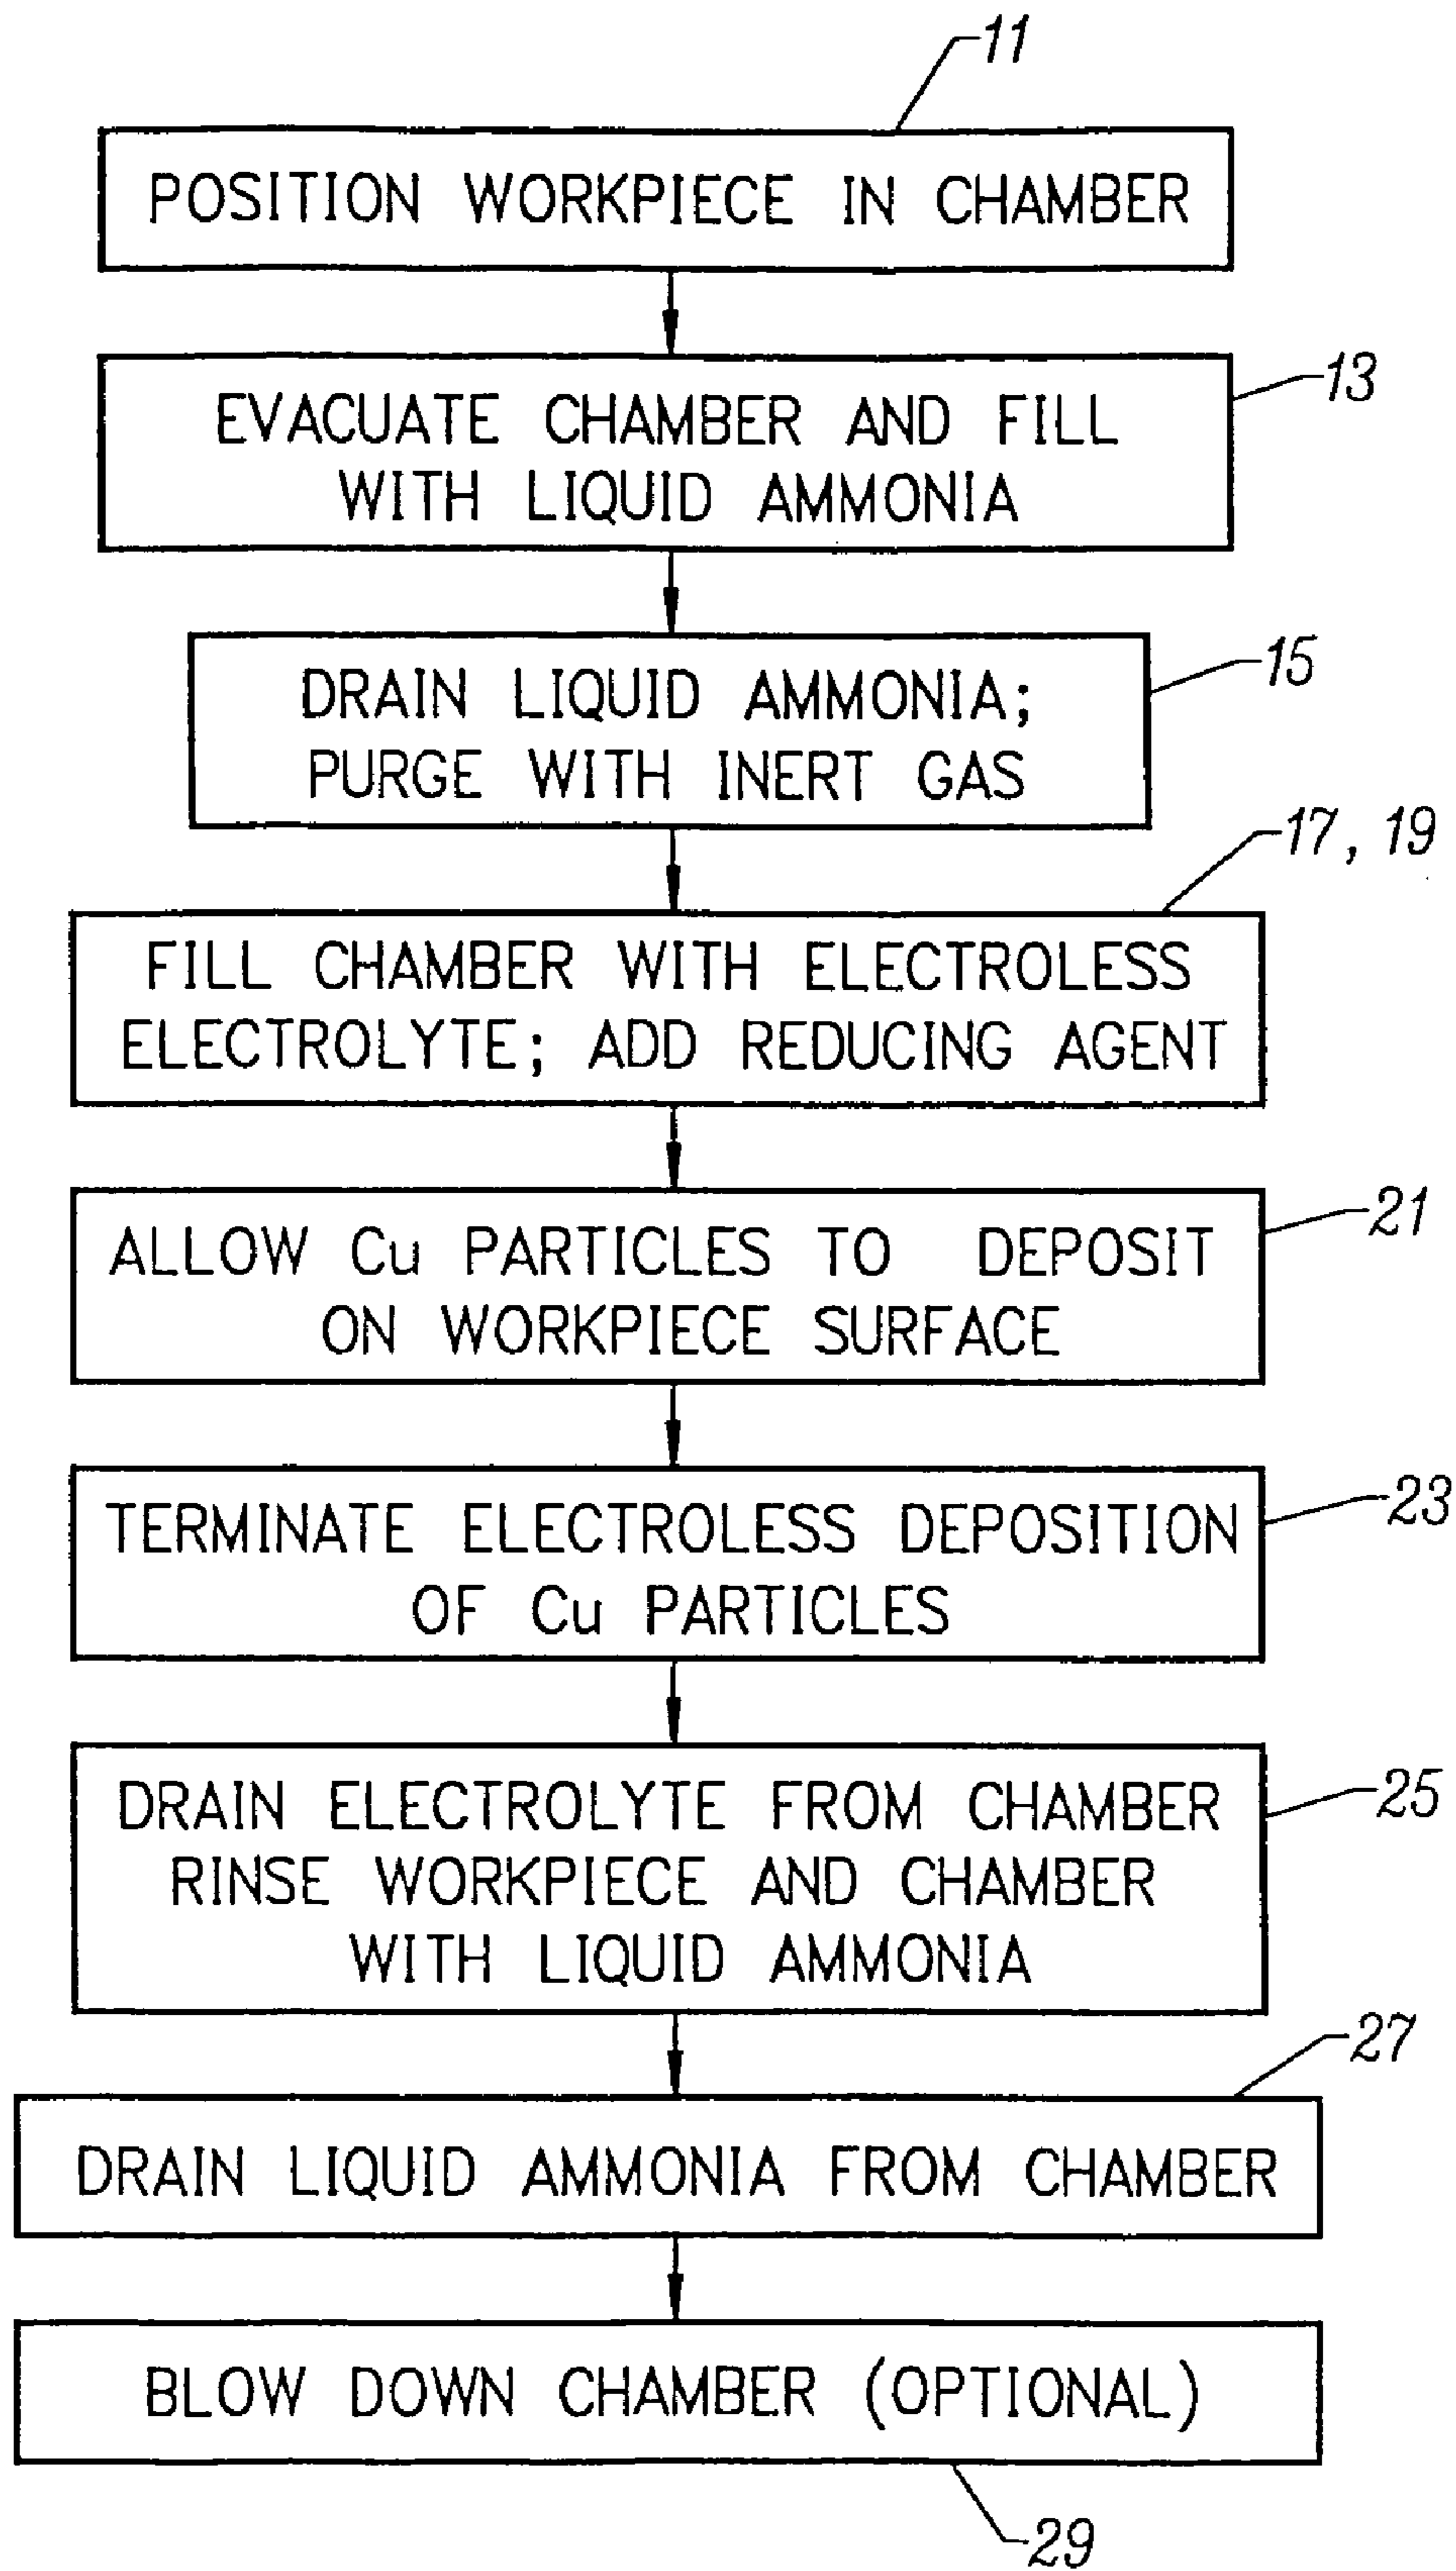 11
POSITION WORKPIECE IN CHAMBER
13
EVACUATE CHAMBER AND FILL
WITH LIQUID AMMONIA
15
DRAIN LIQUID AMMONIA;
PURGE WITH INERT GAS
17, 19
FILL CHAMBER WITH ELECTROLESS
ELECTROLYTE; ADD REDUCING AGENT
21
ALLOW Cu PARTICLES TO DEPOSIT
ON WORKPIECE SURFACE
23
TERMINATE ELECTROLESS DEPOSITION
OF Cu PARTICLES
25
DRAIN ELECTROLYTE FROM CHAMBER
RINSE WORKPIECE AND CHAMBER
WITH LIQUID AMMONIA
27
DRAIN LIQUID AMMONIA FROM CHAMBER
BLOW DOWN CHAMBER (OPTIONAL)
29